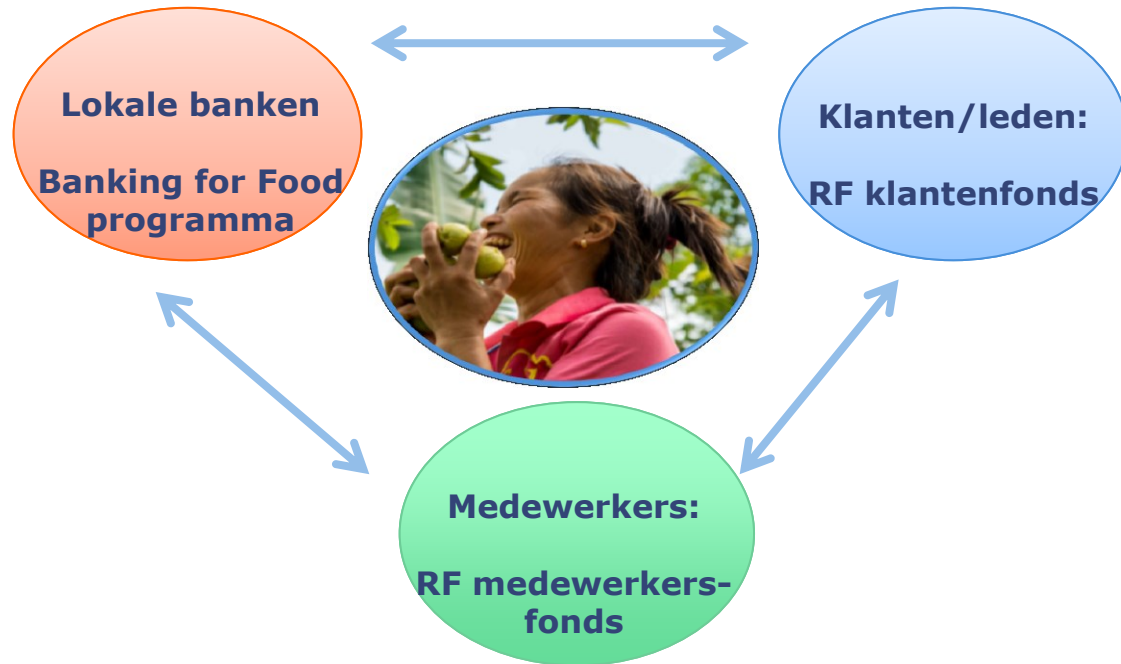 Lokale banken
Banking for Food
programma
Klanten/leden:
RF klantenfonds
Medewerkers:
RF medewerkers-
fonds